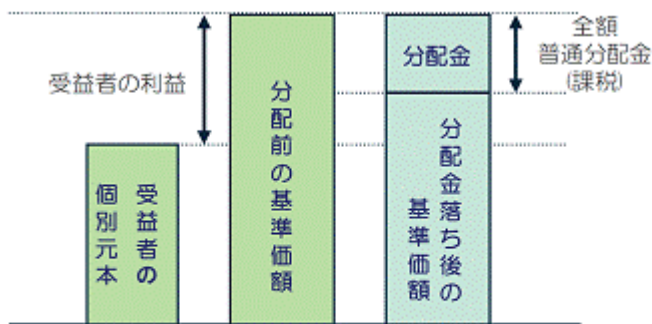 受益者の利益
受益者の
個別元本
分配前の基準価額
分配金
分配金落ち後の
基準価額
全額
普通分配金
(課税)